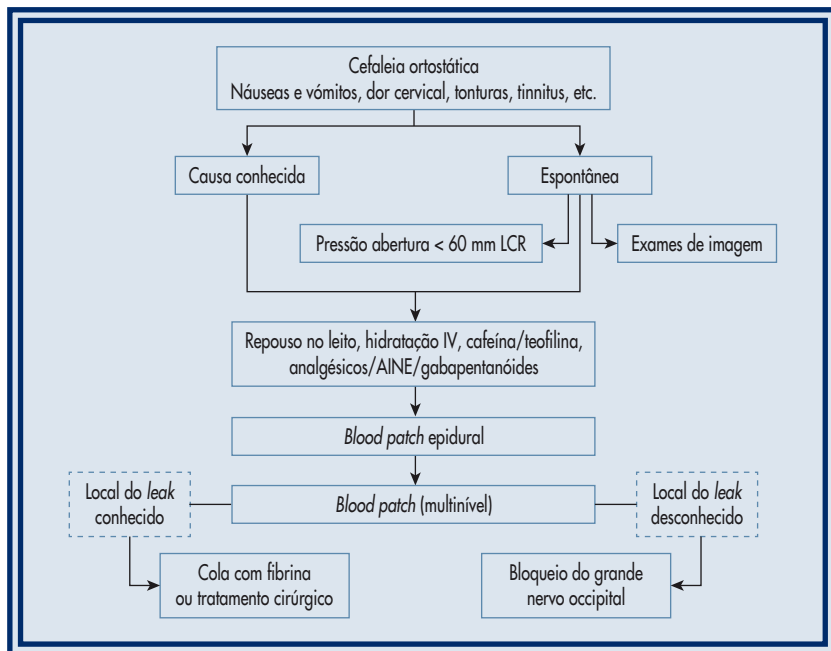 Cefaleia ortostática
Náuseas e vómitos, dor cervical, tonturas, tinnitus, etc.
Causa conhecida
Espontânea
Pressão abertura < 60 mm LCR
Exames de imagem
Repouso no leito, hidratação IV, cafeína/teofilina,
analgésicos/AINE/gabapentanóides
Blood patch epidural
Local do leak
conhecido
Blood patch (multinível)
Local do leak
desconhecido
Cola com fibrina
ou tratamento cirúrgico
Bloqueio do grande
nervo occipital